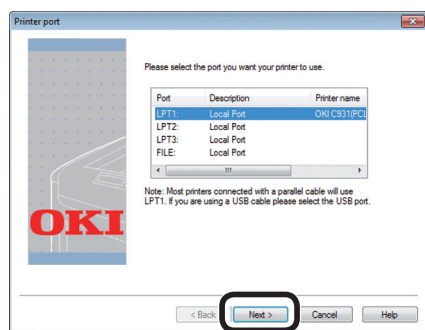 Printer port
Please select the port you want your printer to use.
Port Description Printer name
LPT1: Local Port OKI C931(PCL
LPT2: Local Port
LPT3: Local Port
FILE: Local Port
Note: Most printers connected with a parallel cable will use
LPT1. If you are using a USB cable please select the USB port.
OKI
< Back Next > Cancel Help